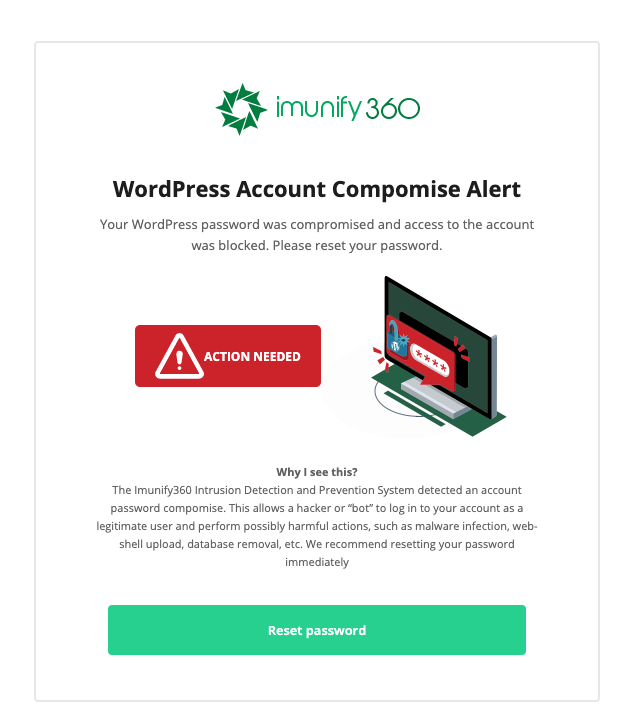 imunify360
WordPress Account Compomise Alert
Your WordPress password was compromised and access to the account
was blocked. Please reset your password.
ACTION NEEDED
****
Why I see this?
The Imunify360 Intrusion Detection and Prevention System detected an account
password compomise. This allows a hacker or “bot” to log in to your account as a
legitimate user and perform possibly harmful actions, such as malware infection, web-
shell upload, database removal, etc. We recommend resetting your password
immediately
Reset password